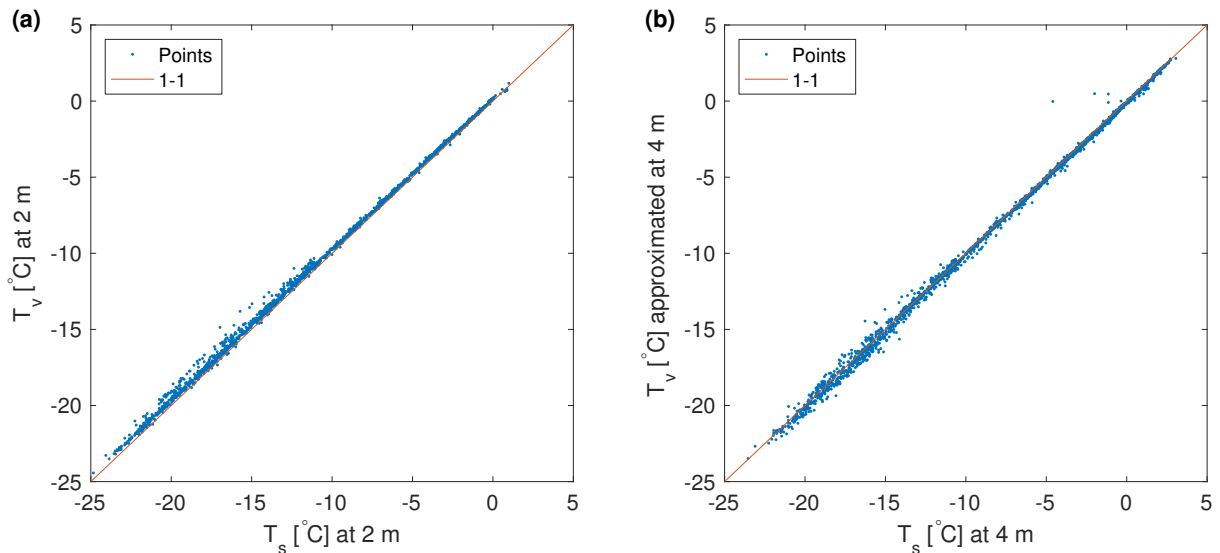 (a)
5
0
-5
-10
-15
-20
-25
-25 -20 -15 -10 -5 0 5
T_v [°C] at 2 m
T_s [°C] at 2 m
Points
1-1
(b)
5
0
-5
-10
-15
-20
-25
-25 -20 -15 -10 -5 0 5
T_v [°C] approximated at 4 m
T_s [°C] at 4 m
Points
1-1